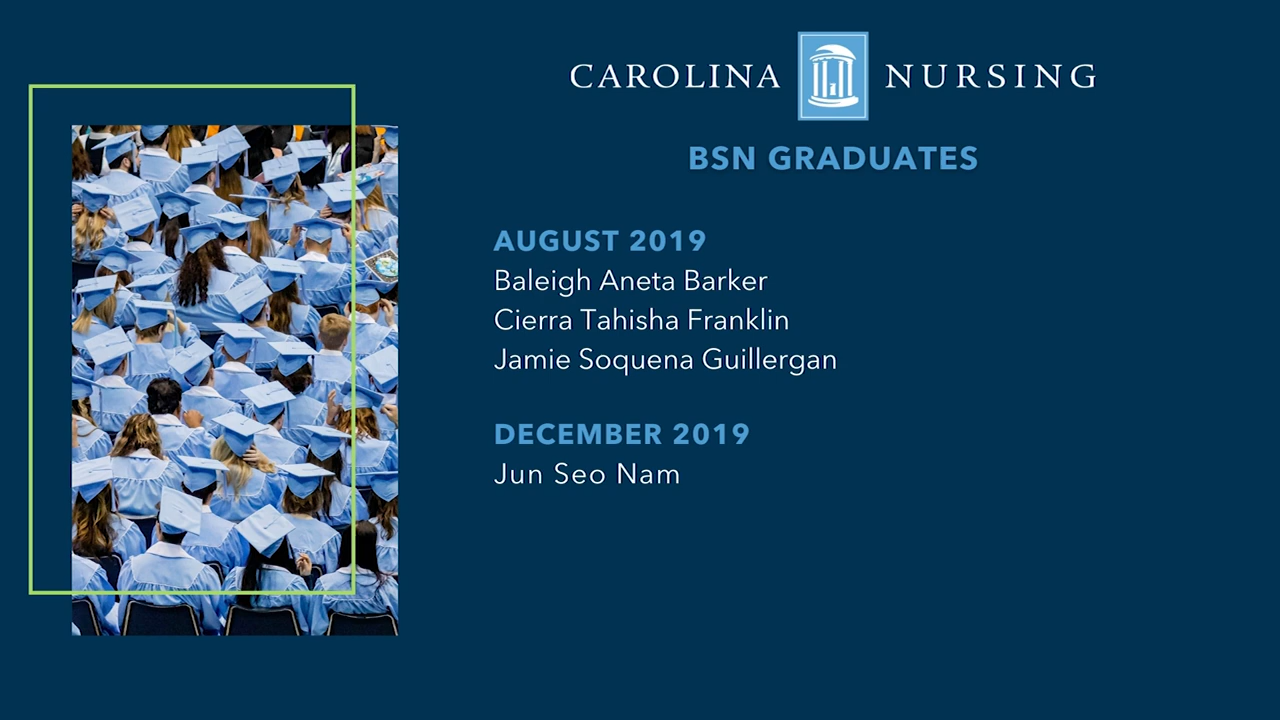 CAROLINA NURSING
BSN GRADUATES
AUGUST 2019
Baleigh Aneta Barker
Cierra Tahisha Franklin
Jamie Soquena Guillergan
DECEMBER 2019
Jun Seo Nam